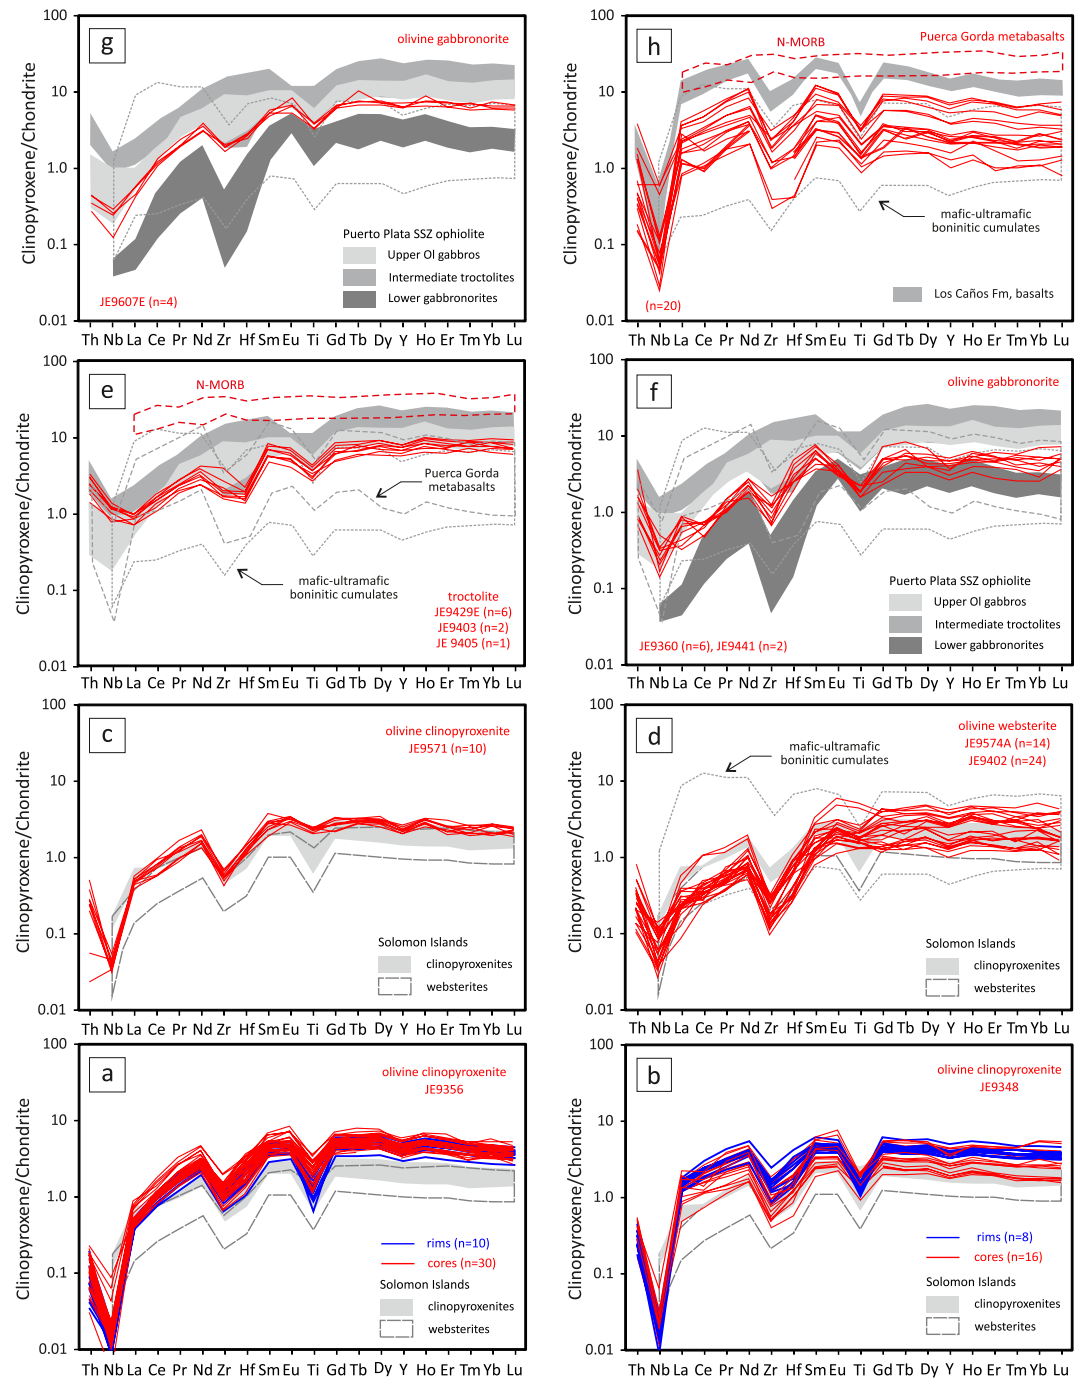 g
olivine gabbronorite
Clinopyroxene/Chondrite
100
10
1.0
0.1
0.01
JE9607E (n=4)
Puerto Plata SSZ ophiolite
Upper Ol gabbros
Intermediate troctolites
Lower gabbronorites
Th Nb La Ce Pr Nd Zr Hf Sm Eu Ti Gd Tb Dy Y Ho Er Tm Yb Lu
h
N-MORB
Puerca Gorda metabasalts
Clinopyroxene/Chondrite
100
10
1.0
0.1
0.01
mafic-ultramafic
boninitic cumulates
(n=20)
Los Caños Fm, basalts
Th Nb La Ce Pr Nd Zr Hf Sm Eu Ti Gd Tb Dy Y Ho Er Tm Yb Lu
e
N-MORB
Clinopyroxene/Chondrite
100
10
1.0
0.1
0.01
Puerca Gorda
metabasalts
mafic-ultramafic
boninitic cumulates
troctolite
JE9429E (n=6)
JE9403 (n=2)
JE 9405 (n=1)
Th Nb La Ce Pr Nd Zr Hf Sm Eu Ti Gd Tb Dy Y Ho Er Tm Yb Lu
f
olivine gabbronorite
Clinopyroxene/Chondrite
100
10
1.0
0.1
0.01
Puerto Plata SSZ ophiolite
Upper Ol gabbros
Intermediate troctolites
Lower gabbronorites
JE9360 (n=6), JE9441 (n=2)
Th Nb La Ce Pr Nd Zr Hf Sm Eu Ti Gd Tb Dy Y Ho Er Tm Yb Lu
c
olivine clinopyroxenite
JE9571 (n=10)
Clinopyroxene/Chondrite
100
10
1.0
0.1
0.01
Solomon Islands
clinopyroxenites
websterites
Th Nb La Ce Pr Nd Zr Hf Sm Eu Ti Gd Tb Dy Y Ho Er Tm Yb Lu
d
mafic-ultramafic
boninitic cumulates
olivine websterite
JE9574A (n=14)
JE9402 (n=24)
Clinopyroxene/Chondrite
100
10
1.0
0.1
0.01
Solomon Islands
clinopyroxenites
websterites
Th Nb La Ce Pr Nd Zr Hf Sm Eu Ti Gd Tb Dy Y Ho Er Tm Yb Lu
a
olivine clinopyroxenite
JE9356
Clinopyroxene/Chondrite
100
10
1.0
0.1
0.01
rims (n=10)
cores (n=30)
Solomon Islands
clinopyroxenites
websterites
Th Nb La Ce Pr Nd Zr Hf Sm Eu Ti Gd Tb Dy Y Ho Er Tm Yb Lu
b
olivine clinopyroxenite
JE9348
Clinopyroxene/Chondrite
100
10
1.0
0.1
0.01
rims (n=8)
cores (n=16)
Solomon Islands
clinopyroxenites
websterites
Th Nb La Ce Pr Nd Zr Hf Sm Eu Ti Gd Tb Dy Y Ho Er Tm Yb Lu